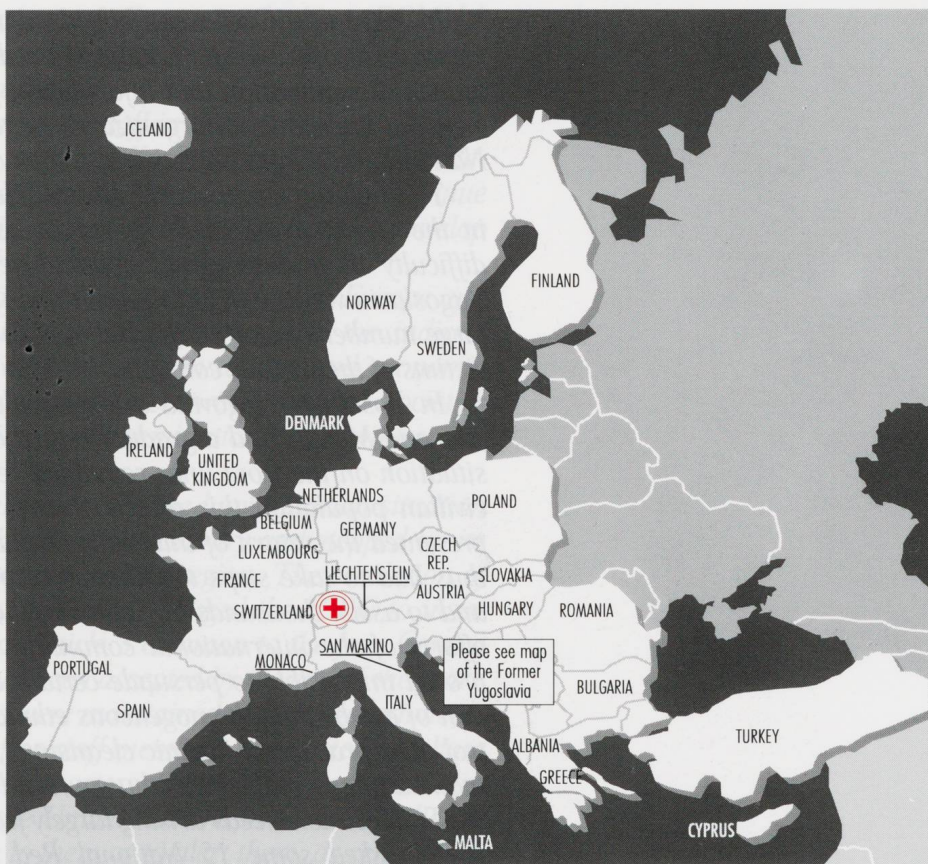 ICELAND
FINLAND
NORWAY
SWEDEN
DENMARK
IRELAND
UNITED
KINGDOM
NETHERLANDS
POLAND
BELGIUM
GERMANY
LUXEMBOURG
CZECH
REP.
FRANCE
LIECHTENSTEIN
SLOVAKIA
AUSTRIA
SWITZERLAND
HUNGARY
ROMANIA
SAN MARINO
MONACO
Please see map
of the Former
Yugoslavia
PORTUGAL
SPAIN
ITALY
BULGARIA
TURKEY
ALBANIA
GREECE
MALTA
CYPRUS